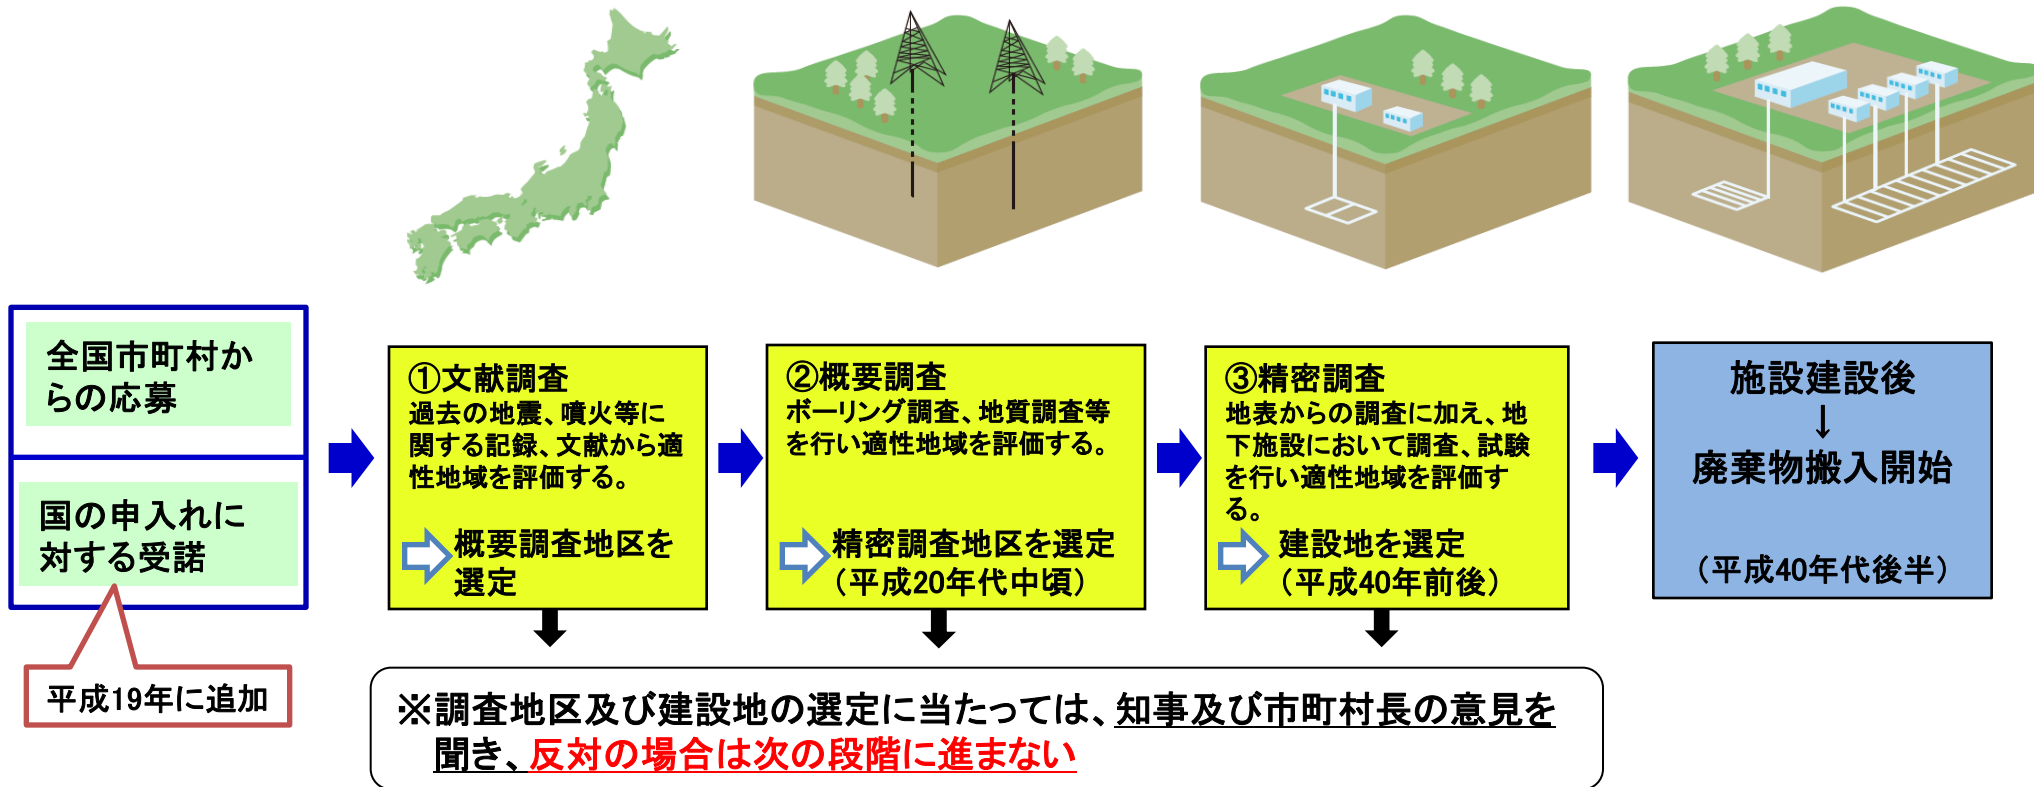 全国市町村か
らの応募
国の申入れに
対する受諾
平成19年に追加
①文献調査
過去の地震、噴火等に
関する記録、文献から適
性地域を評価する。
概要調査地区を
選定
②概要調査
ボーリング調査、地質調査等
を行い適性地域を評価する。
精密調査地区を選定
（平成20年代中頃）
③精密調査
地表からの調査に加え、地
下施設において調査、試験
を行い適性地域を評価す
る。
建設地を選定
（平成40年前後）
施設建設後
↓
廃棄物搬入開始
（平成40年代後半）
※調査地区及び建設地の選定に当たっては、知事及び市町村長の意見を
聞き、反対の場合は次の段階に進まない